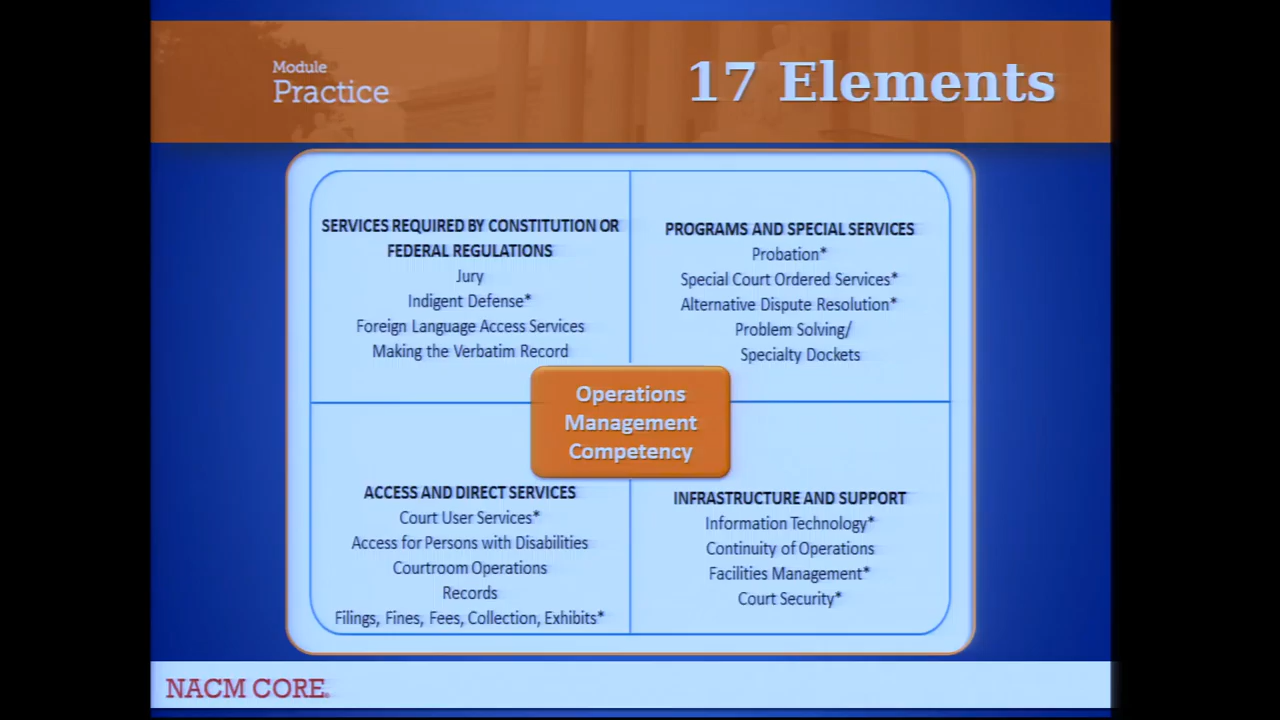 Module
Practice
17 Elements
SERVICES REQUIRED BY CONSTITUTION OR
FEDERAL REGULATIONS
Jury
Indigent Defense*
Foreign Language Access Services
Making the Verbatim Record
PROGRAMS AND SPECIAL SERVICES
Probation*
Special Court Ordered Services*
Alternative Dispute Resolution*
Problem Solving/
Specialty Dockets
Operations
Management
Competency
ACCESS AND DIRECT SERVICES
Court User Services*
Access for Persons with Disabilities
Courtroom Operations
Records
Filings, Fines, Fees, Collection, Exhibits*
INFRASTRUCTURE AND SUPPORT
Information Technology*
Continuity of Operations
Facilities Management*
Court Security*
NACM CORE®